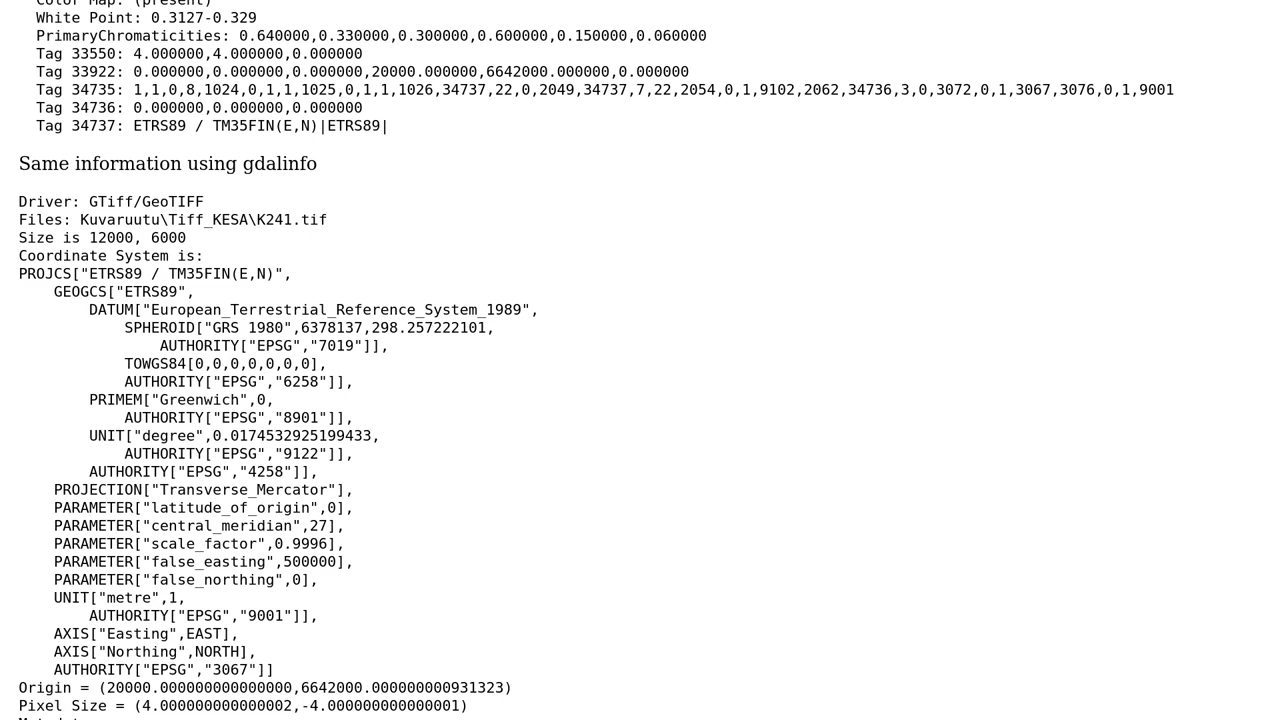 Color Map: (present)
White Point: 0.3127-0.329
PrimaryChromaticities: 0.640000,0.330000,0.300000,0.600000,0.150000,0.060000
Tag 33550: 4.000000,4.000000,0.000000
Tag 33922: 0.000000,0.000000,0.000000,20000.000000,6642000.000000,0.000000
Tag 34735: 1,1,0,8,1024,0,1,1,1025,0,1,1,1026,34737,22,0,2049,34737,7,22,2054,0,1,9102,2062,34736,3,0,3072,0,1,3067,3076,0,1,9001
Tag 34736: 0.000000,0.000000,0.000000
Tag 34737: ETRS89 / TM35FIN(E,N)|ETRS89|
Same information using gdalinfo
Driver: GTiff/GeoTIFF
Files: Kuvaruutu\Tiff_KESA\K241.tif
Size is 12000, 6000
Coordinate System is:
PROJCS["ETRS89 / TM35FIN(E,N)",
GEOGCS["ETRS89",
DATUM["European_Terrestrial_Reference_System_1989",
SPHEROID["GRS 1980",6378137,298.257222101,
AUTHORITY["EPSG","7019"]],
TOWGS84[0,0,0,0,0,0,0],
AUTHORITY["EPSG","6258"]],
PRIMEM["Greenwich",0,
AUTHORITY["EPSG","8901"]],
UNIT["degree",0.0174532925199433,
AUTHORITY["EPSG","9122"]],
AUTHORITY["EPSG","4258"]],
PROJECTION["Transverse_Mercator"],
PARAMETER["latitude_of_origin",0],
PARAMETER["central_meridian",27],
PARAMETER["scale_factor",0.9996],
PARAMETER["false_easting",500000],
PARAMETER["false_northing",0],
UNIT["metre",1,
AUTHORITY["EPSG","9001"]],
AXIS["Easting",EAST],
AXIS["Northing",NORTH],
AUTHORITY["EPSG","3067"]]
Origin = (20000.000000000000000,6642000.000000000931323)
Pixel Size = (4.000000000000002,-4.000000000000001)